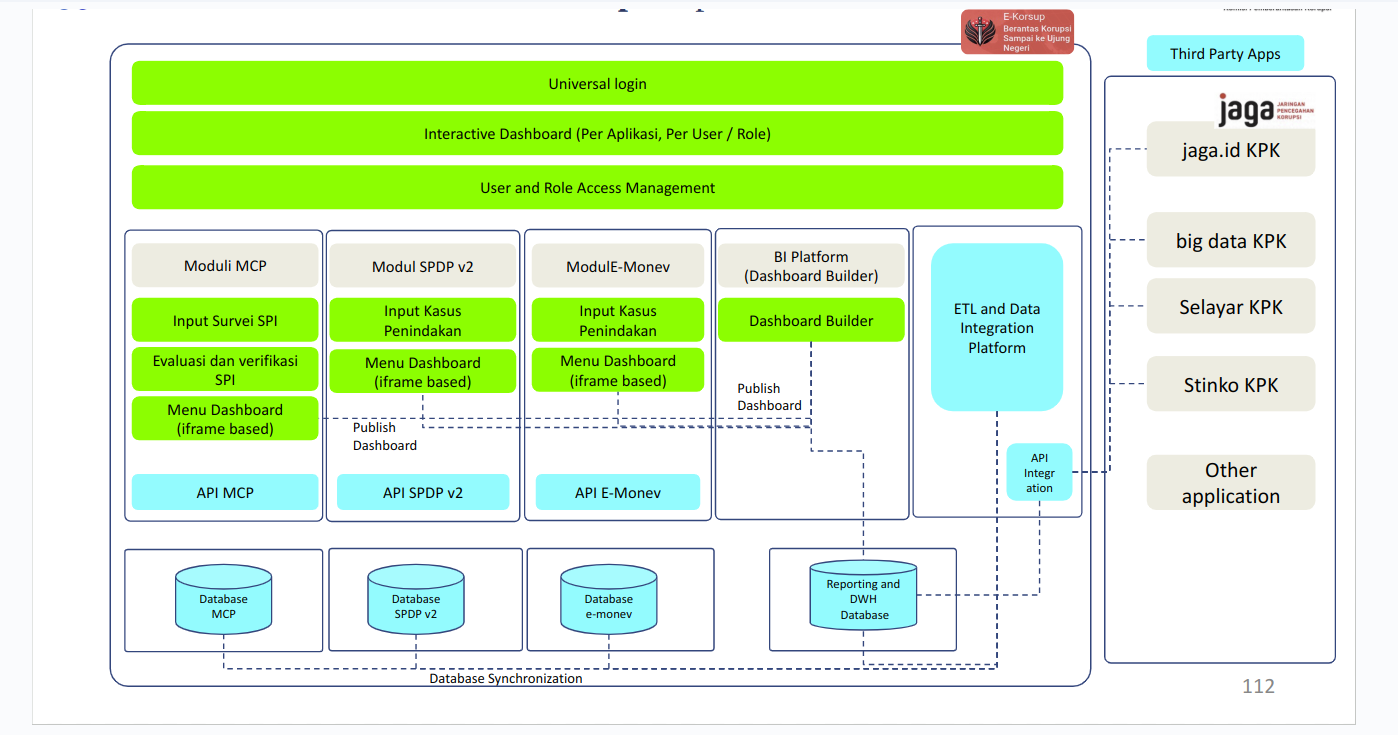 E-Korsup
Berantas Korupsi
Sampai ke Ujung
Negeri
Third Party Apps
Universal login
Interactive Dashboard (Per Aplikasi, Per User / Role)
User and Role Access Management
jaga
JARINGAN
PENCEGAHAN
KORUPSI
jaga.id KPK
big data KPK
Selayar KPK
Stinko KPK
Other
application
Moduli MCP
Input Survei SPI
Evaluasi dan verifikasi
SPI
Menu Dashboard
(iframe based)
API MCP
Modul SPDP v2
Input Kasus
Penindakan
Menu Dashboard
(iframe based)
Publish
Dashboard
API SPDP v2
ModulE-Monev
Input Kasus
Penindakan
Menu Dashboard
(iframe based)
API E-Monev
BI Platform
(Dashboard Builder)
Dashboard Builder
Publish
Dashboard
ETL and Data
Integration
Platform
API
Integr
ation
Database
MCP
Database
SPDP v2
Database
e-monev
Reporting and
DWH
Database
Database Synchronization
112